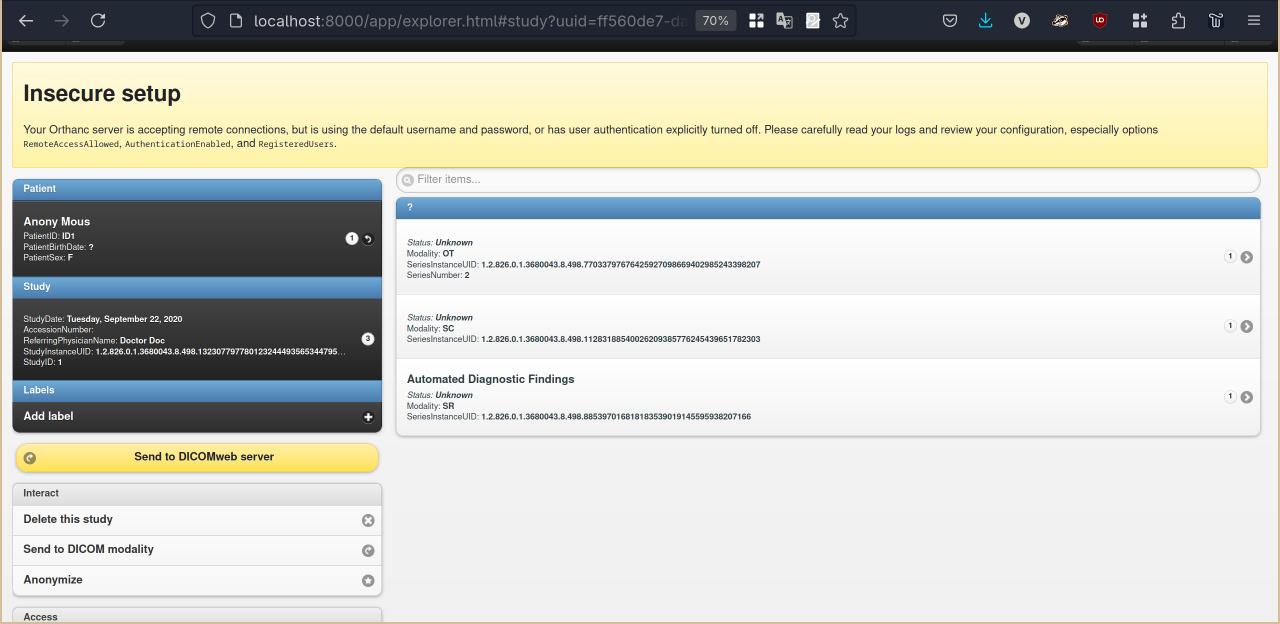 localhost:8000/app/explorer.html#study?uuid=ff560de7-da
70%
Insecure setup
Your Orthanc server is accepting remote connections, but is using the default username and password, or has user authentication explicitly turned off. Please carefully read your logs and review your configuration, especially options
RemoteAccessAllowed, AuthenticationEnabled, and RegisteredUsers.
Patient
Anony Mous
PatientID: ID1
PatientBirthDate: ?
PatientSex: F
1
Study
StudyDate: Tuesday, September 22, 2020
AccessionNumber:
ReferringPhysicianName: Doctor Doc
StudyInstanceUID: 1.2.826.0.1.3680043.8.498.132307797780123244493565344795…
StudyID: 1
3
Labels
Add label
Send to DICOMweb server
Interact
Delete this study
Send to DICOM modality
Anonymize
Access
Filter items...
?
Status: Unknown
Modality: OT
SeriesInstanceUID: 1.2.826.0.1.3680043.8.498.77033797676425927098669402985243398207
SeriesNumber: 2
1
Status: Unknown
Modality: SC
SeriesInstanceUID: 1.2.826.0.1.3680043.8.498.11283188540026209385776245439651782303
1
Automated Diagnostic Findings
Status: Unknown
Modality: SR
SeriesInstanceUID: 1.2.826.0.1.3680043.8.498.88539701681818353901914559593820​7166
1